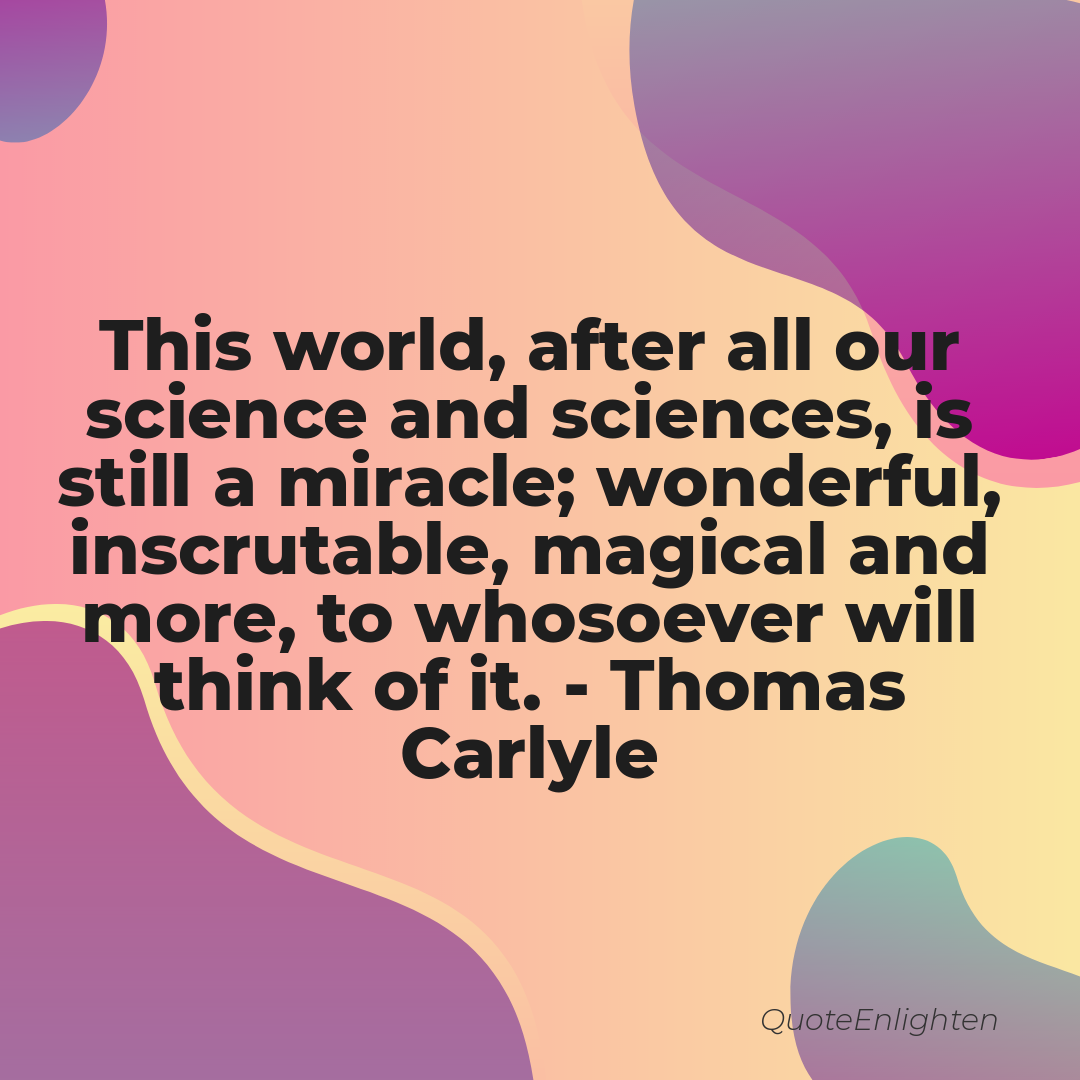 This world, after all our
science and sciences, is
still a miracle; wonderful,
inscrutable, magical and
more, to whosoever will
think of it. - Thomas
Carlyle
QuoteEnlighten